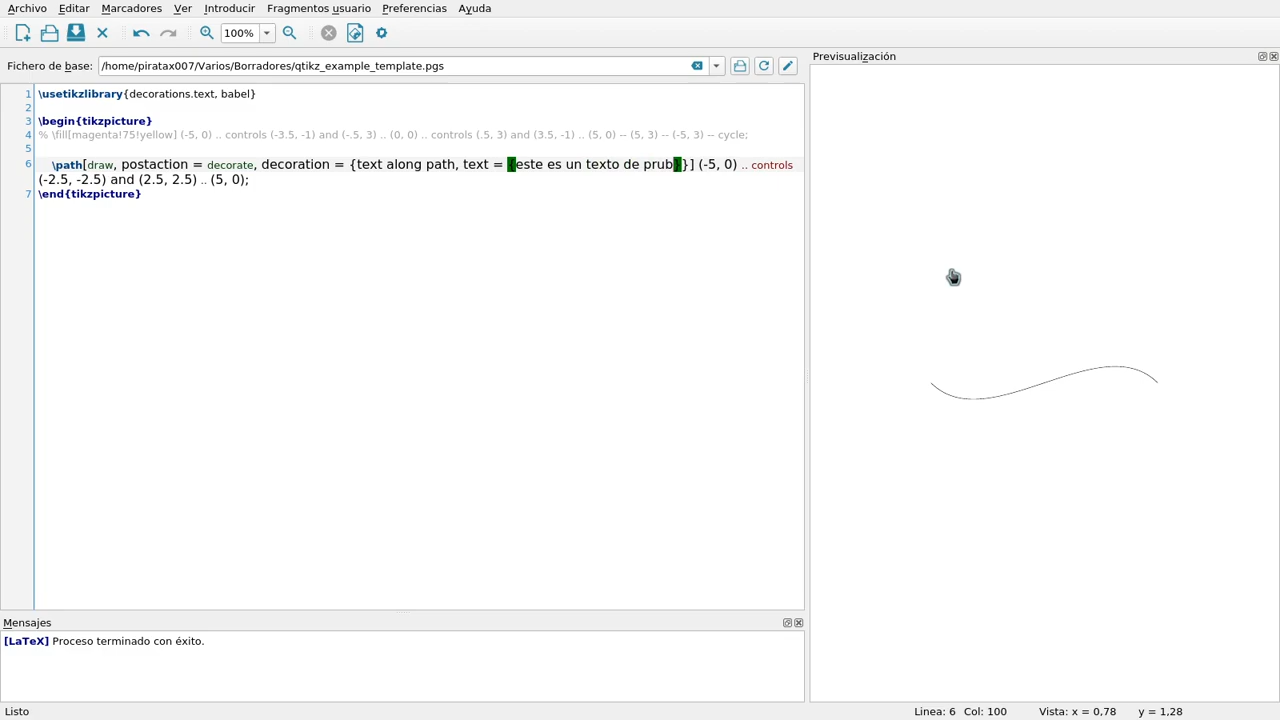 Archivo Editar Marcadores Ver Introducir Fragmentos usuario Preferencias Ayuda
100%
Fichero de base: /home/piratax007/Varios/Borradores/qtikz_example_template.pgs
Previsualización
1 \usetikzlibrary{decorations.text, babel}
2
3 \begin{tikzpicture}
4 % \fill[magenta!75!yellow] (-5, 0) .. controls (-3.5, -1) and (-.5, 3) .. (0, 0) .. controls (.5, 3) and (3.5, -1) .. (5, 0) -- (5, 3) -- (-5, 3) -- cycle;
5
6 \path[draw, postaction = decorate, decoration = {text along path, text = {este es un texto de prub}}] (-5, 0) .. controls
(-2.5, -2.5) and (2.5, 2.5) .. (5, 0);
7 \end{tikzpicture}
Mensajes
[LaTeX] Proceso terminado con éxito.
Listo
Linea: 6 Col: 100 Vista: x = 0,78 y = 1,28